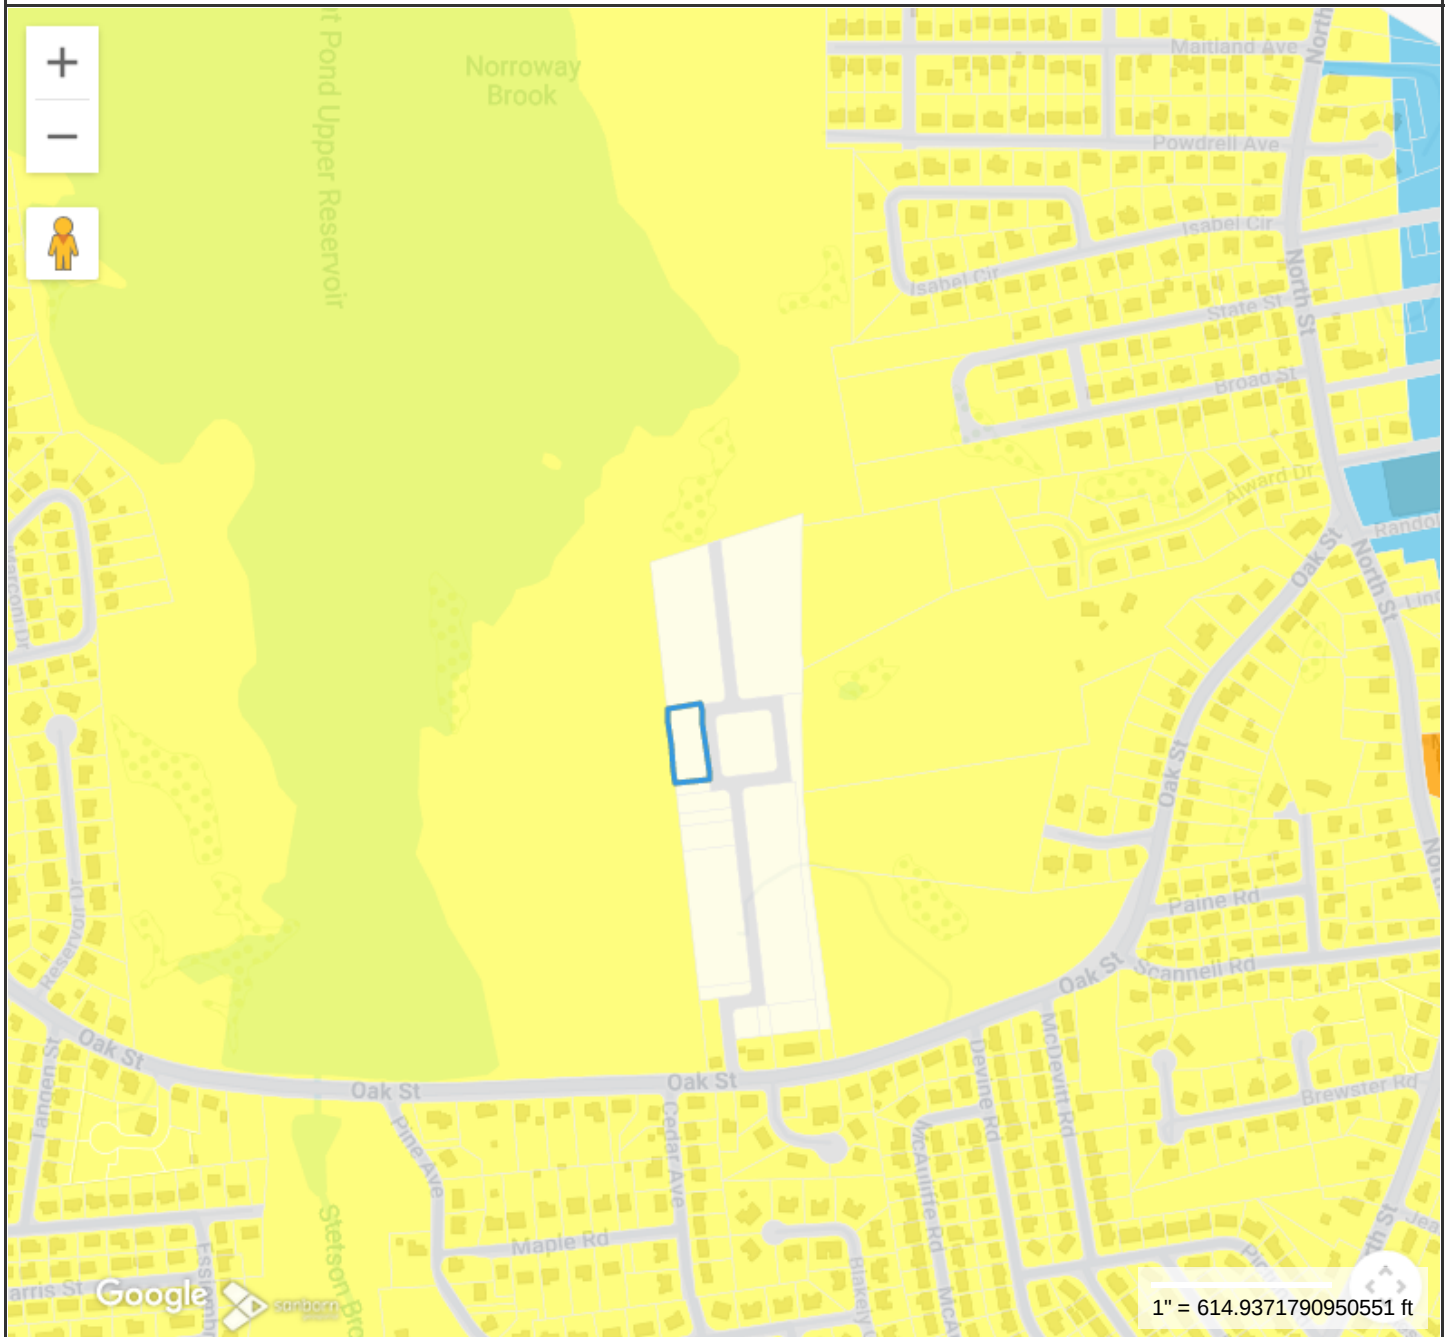 +
Norroway
Brook
Pond Upper Reservoir
Maitland Ave
North
Powdrell Ave
−
Isabel Cir
Isabel Cir
North St
State St
Broad St
Alward Dr
Oak St
North St
Marconi Dr
Oak St
Reservoir Dr
Paine Rd
Oak St
Scannell Rd
Oak St
Tangen St
Oak St
Oak St
Devine Rd
McDevitt Rd
Brewster Rd
Pine Ave
Cedar Ave
McAuliffe Rd
Maple Rd
Stetson
Blakely
Google
sanborn
1" = 614.9371790950551 ft